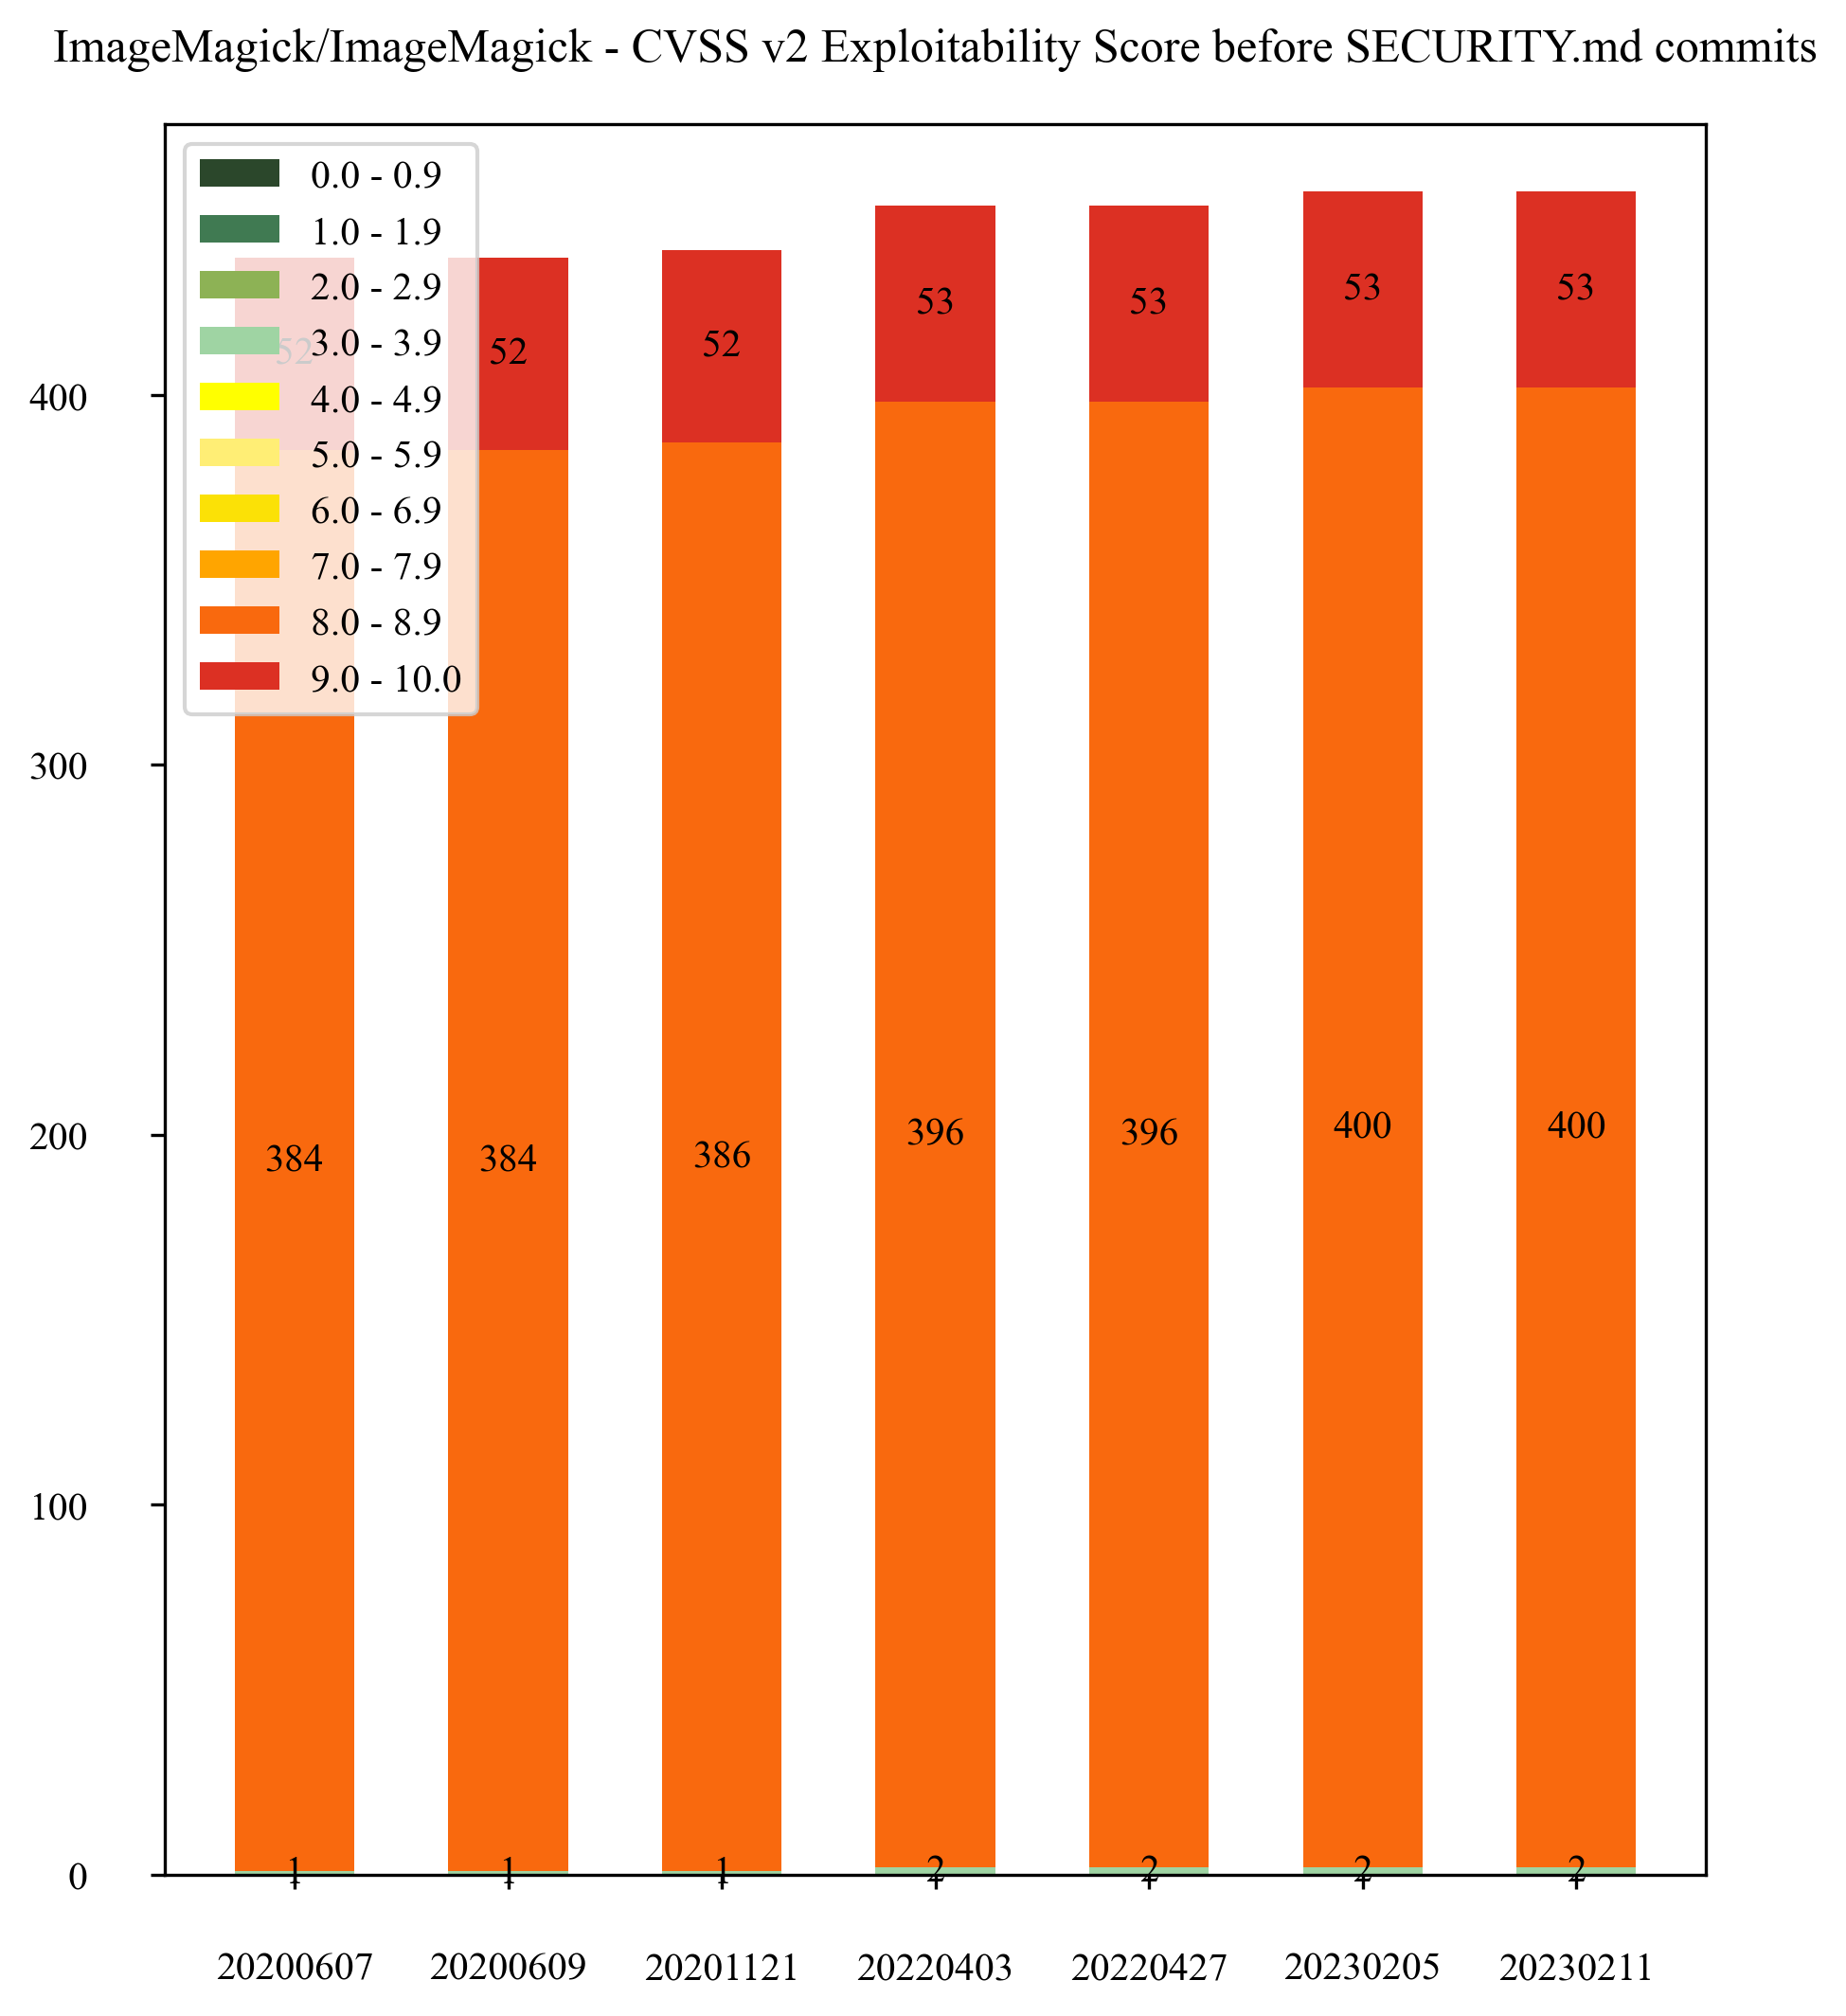 ImageMagick/ImageMagick - CVSS v2 Exploitability Score before SECURITY.md commits
0.0 - 0.9
1.0 - 1.9
2.0 - 2.9
3.0 - 3.9
4.0 - 4.9
5.0 - 5.9
6.0 - 6.9
7.0 - 7.9
8.0 - 8.9
9.0 - 10.0
400
300
200
100
0
52 52 52 53 53 53 53
384 384 386 396 396 400 400
1 1 1 2 2 2 2
20200607 20200609 20201121 20220403 20220427 20230205 20230211